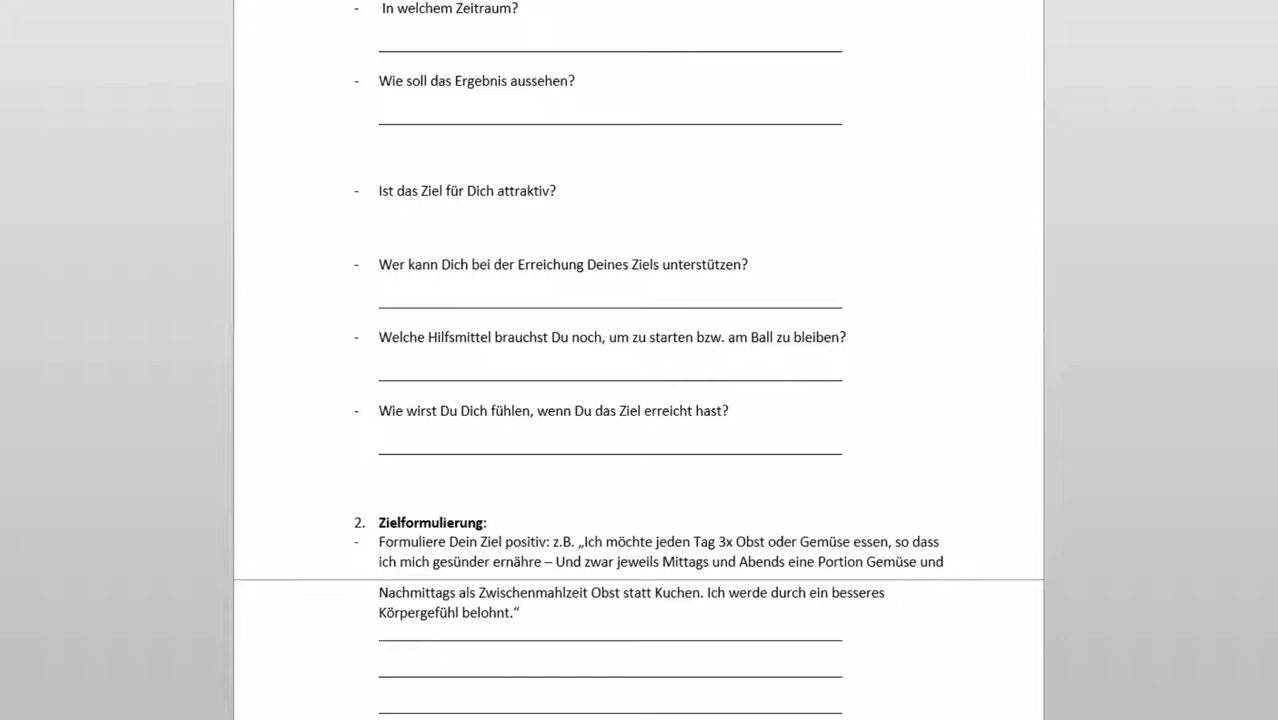 - In welchem Zeitraum?
- Wie soll das Ergebnis aussehen?
- Ist das Ziel für Dich attraktiv?
- Wer kann Dich bei der Erreichung Deines Ziels unterstützen?
- Welche Hilfsmittel brauchst Du noch, um zu starten bzw. am Ball zu bleiben?
- Wie wirst Du Dich fühlen, wenn Du das Ziel erreicht hast?
2. Zielformulierung:
- Formuliere Dein Ziel positiv: z.B. „Ich möchte jeden Tag 3x Obst oder Gemüse essen, so dass
ich mich gesünder ernähre – Und zwar jeweils Mittags und Abends eine Portion Gemüse und
Nachmittags als Zwischenmahlzeit Obst statt Kuchen. Ich werde durch ein besseres
Körpergefühl belohnt.“